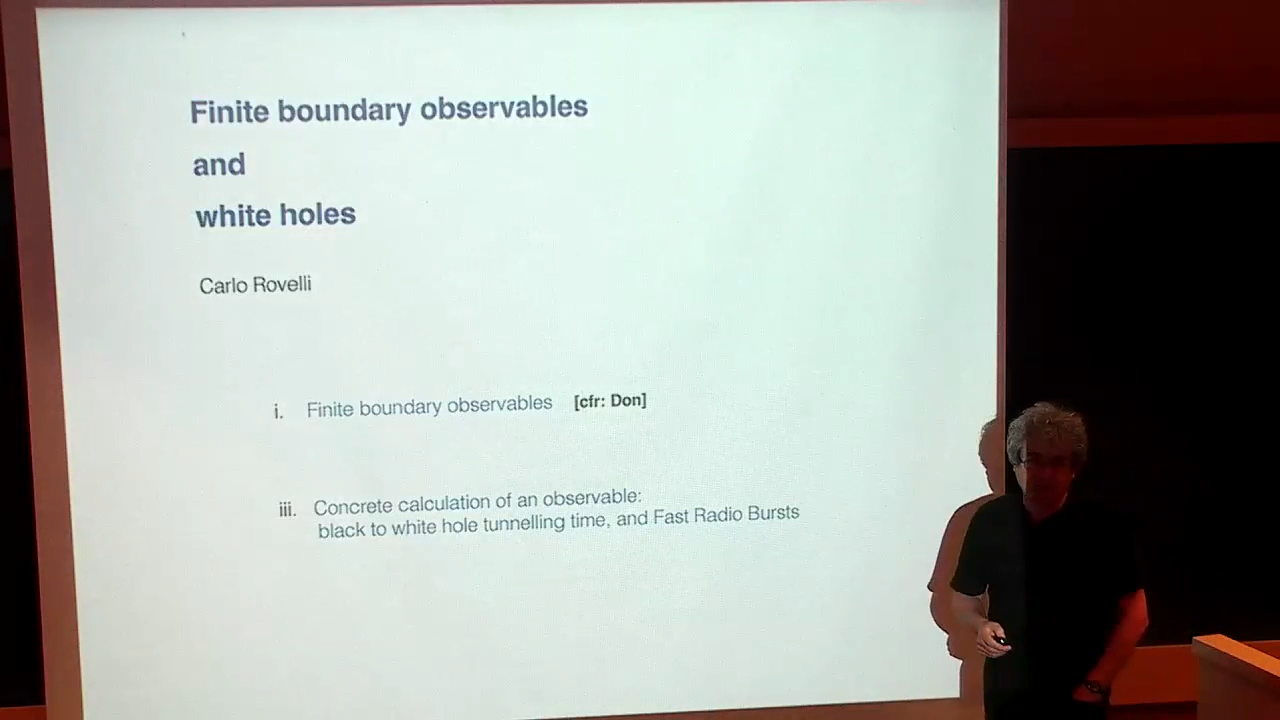 Finite boundary observables
and
white holes
Carlo Rovelli
i. Finite boundary observables [cfr: Don]
iii. Concrete calculation of an observable:
black to white hole tunnelling time, and Fast Radio Bursts